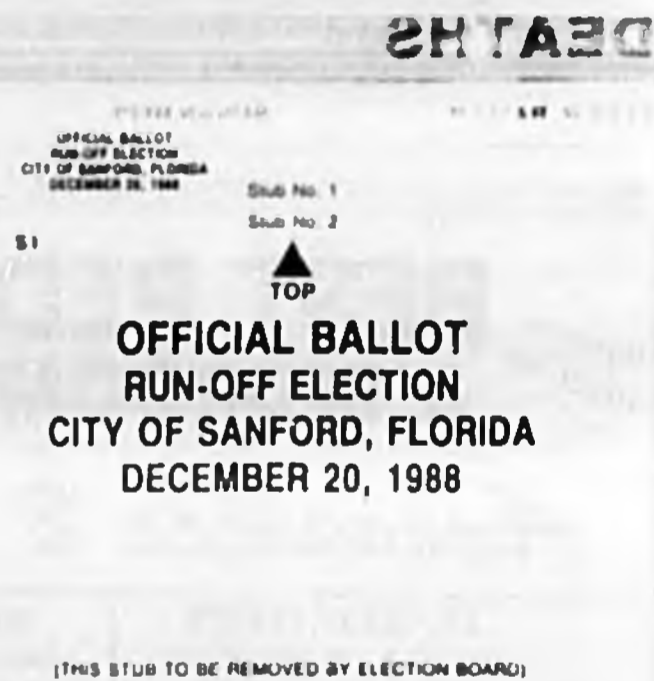 DEATHS
OFFICIAL BALLOT
RUN-OFF ELECTION
CITY OF SANFORD, FLORIDA
DECEMBER 20, 1988
Stub No. 1
Stub No. 2
S1
TOP
OFFICIAL BALLOT
RUN-OFF ELECTION
CITY OF SANFORD, FLORIDA
DECEMBER 20, 1988
(THIS STUB TO BE REMOVED BY ELECTION BOARD)